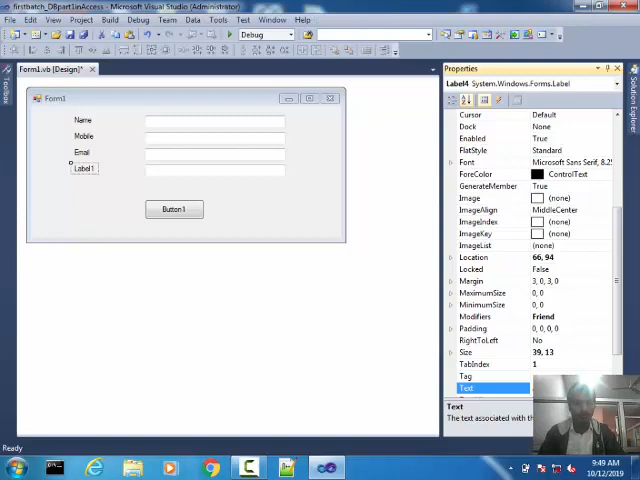 firstbatch_DBpart1inAccess - Microsoft Visual Studio (Administrator)
File Edit View Project Build Debug Team Data Tools Test Window Help
Debug
Form1.vb [Design]*
Toolbox
Form1
Name
Mobile
Email
Label1
Button1
Properties
Label4 System.Windows.Forms.Label
Cursor Default
Dock None
Enabled True
FlatStyle Standard
Font Microsoft Sans Serif, 8.25
ForeColor ControlText
GenerateMember True
Image (none)
ImageAlign MiddleCenter
ImageIndex (none)
ImageKey (none)
ImageList (none)
Location 66, 94
Locked False
Margin 3, 0, 3, 0
MaximumSize 0, 0
MinimumSize 0, 0
Modifiers Friend
Padding 0, 0, 0, 0
RightToLeft No
Size 39, 13
TabIndex 1
Tag
Text
Text
The text associated with th
Solution Explorer
Ready
9:49 AM
10/12/2019